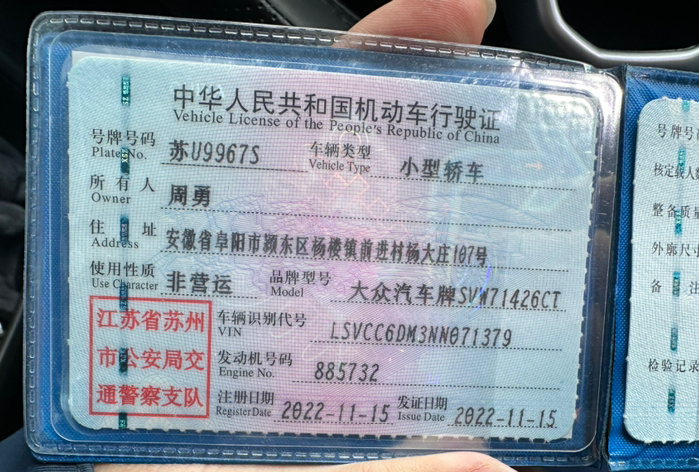 中华人民共和国机动车行驶证
Vehicle License of the People's Republic of China
号牌号码 苏U9967S 车辆类型 小型轿车
Plate No. Vehicle Type
所有人 周勇
Owner
住址 安徽省阜阳市颍东区杨楼镇前进村杨大庄107号
Address
使用性质 非营运 品牌型号 大众汽车牌SVW71426CT
Use Character Model
江苏省苏州
市公安局交
通警察支队
车辆识别代号 LSVCC6DM3NN071379
VIN
发动机号码 885732
Engine No.
注册日期 2022-11-15 发证日期 2022-11-15
Register Date Issue Date
号牌号
核定载人数
整备质量
外廓尺寸
备注
检验记录